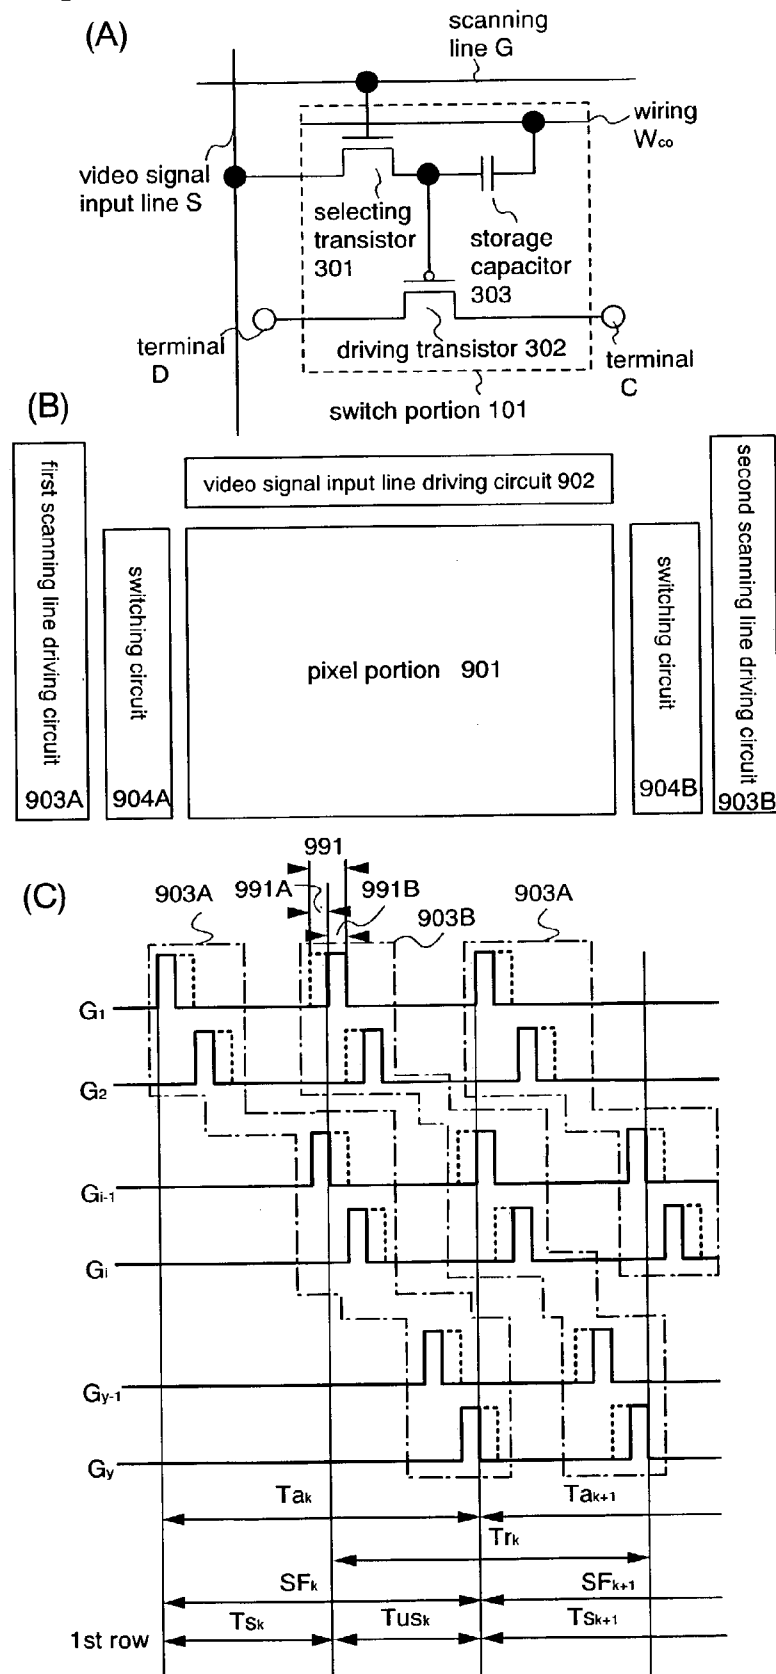 (A)
scanning
line G
wiring
Wco
video signal
input line S
selecting
transistor
301
storage
capacitor
303
terminal
D
driving transistor 302
terminal
C
switch portion 101
(B)
first scanning line driving circuit
903A
switching circuit
904A
video signal input line driving circuit 902
pixel portion 901
switching circuit
904B
second scanning line driving circuit
903B
(C)
991
903A
991A
991B
903B
903A
G1
G2
Gi-1
Gi
Gy-1
Gy
Tak
Tak+1
Trk
SFk
SFk+1
1st row
Tsk
Tusk
Tsk+1